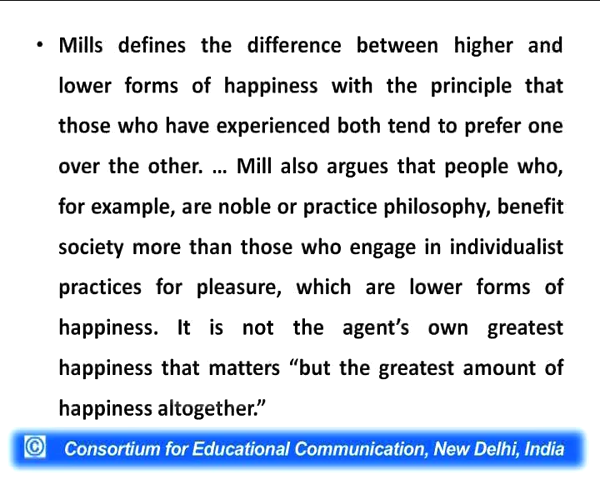 • Mills defines the difference between higher and
lower forms of happiness with the principle that
those who have experienced both tend to prefer one
over the other. ... Mill also argues that people who,
for example, are noble or practice philosophy, benefit
society more than those who engage in individualist
practices for pleasure, which are lower forms of
happiness. It is not the agent’s own greatest
happiness that matters “but the greatest amount of
happiness altogether.”
© Consortium for Educational Communication, New Delhi, India